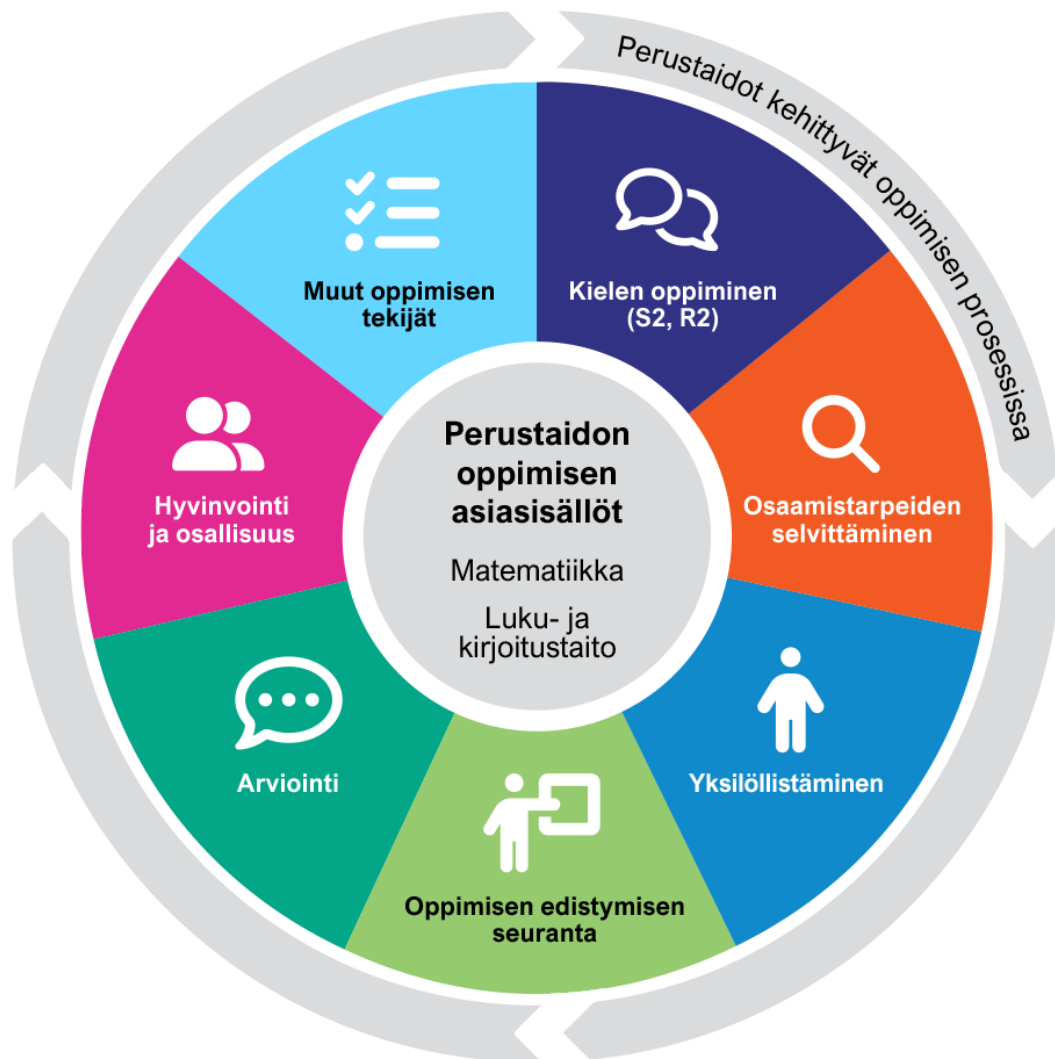 Perustaidot kehittyvät oppimisen prosessissa
Muut oppimisen
tekijät
Kielen oppiminen
(S2, R2)
Hyvinvointi
ja osallisuus
Perustaidon
oppimisen
asiasisällöt
Matematiikka
Luku- ja
kirjoitustaito
Osaamistarpeiden
selvittäminen
Arviointi
Yksilöllistäminen
Oppimisen edistymisen
seuranta